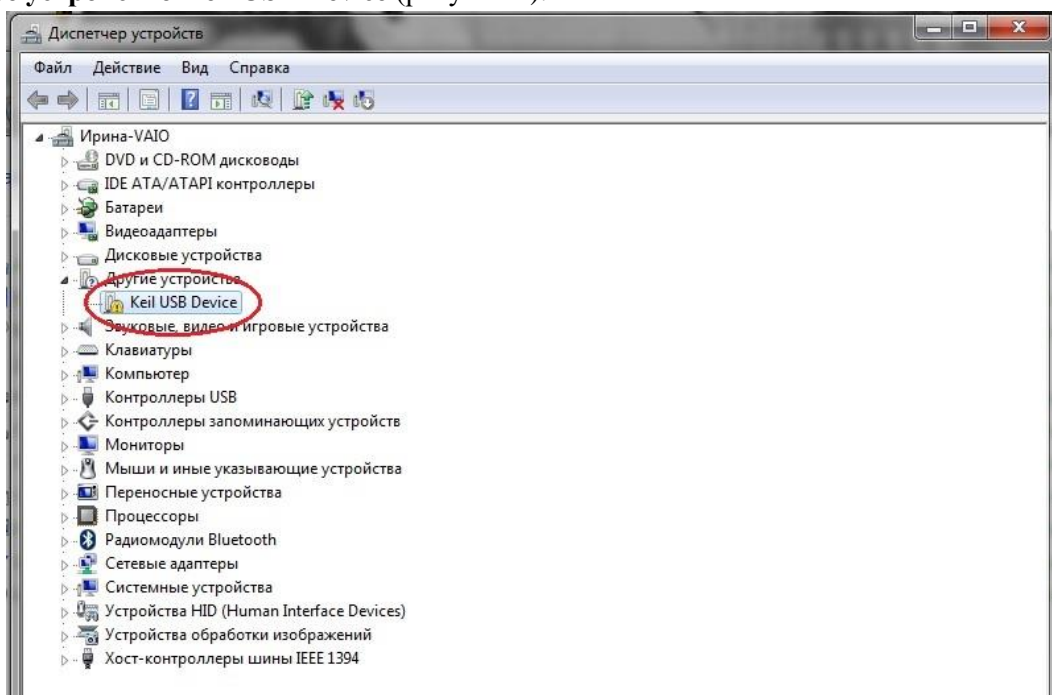 Диспетчер устройств
Файл Действие Вид Справка
Ирина-VAIO
DVD и CD-ROM дисководы
IDE ATA/ATAPI контроллеры
Батареи
Видеоадаптеры
Дисковые устройства
Другие устройства
Keil USB Device
Звуковые, видео и игровые устройства
Клавиатуры
Компьютер
Контроллеры USB
Контроллеры запоминающих устройств
Мониторы
Мыши и иные указывающие устройства
Переносные устройства
Процессоры
Радиомодули Bluetooth
Сетевые адаптеры
Системные устройства
Устройства HID (Human Interface Devices)
Устройства обработки изображений
Хост-контроллеры шины IEEE 1394